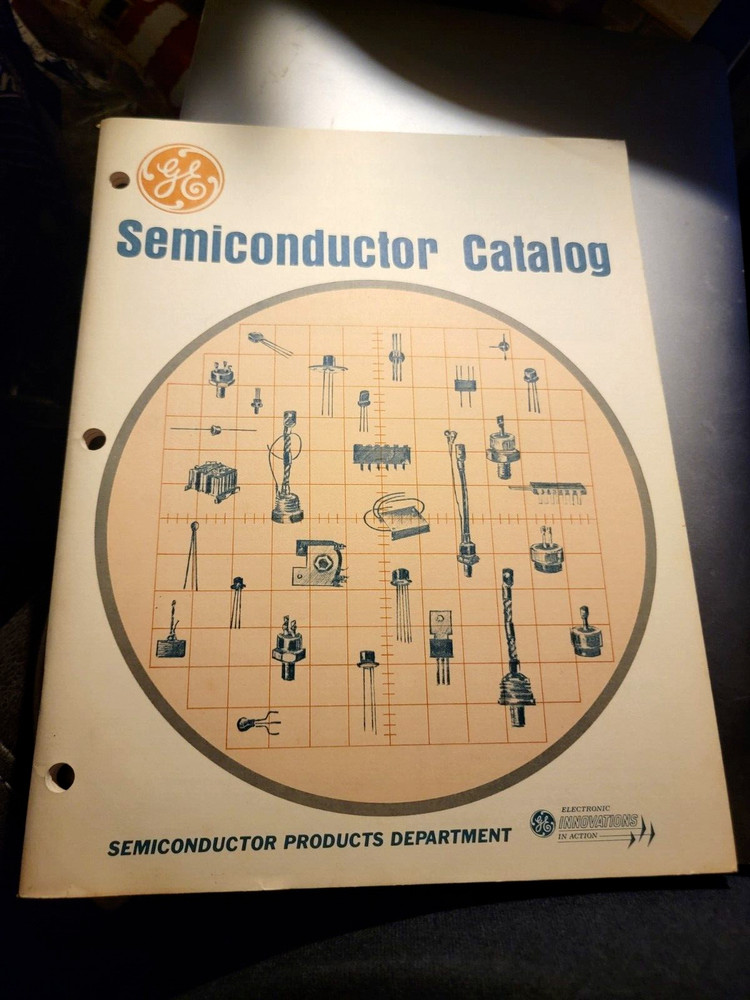 GE
Semiconductor Catalog
SEMICONDUCTOR PRODUCTS DEPARTMENT
GE
ELECTRONIC
INNOVATIONS
IN ACTION